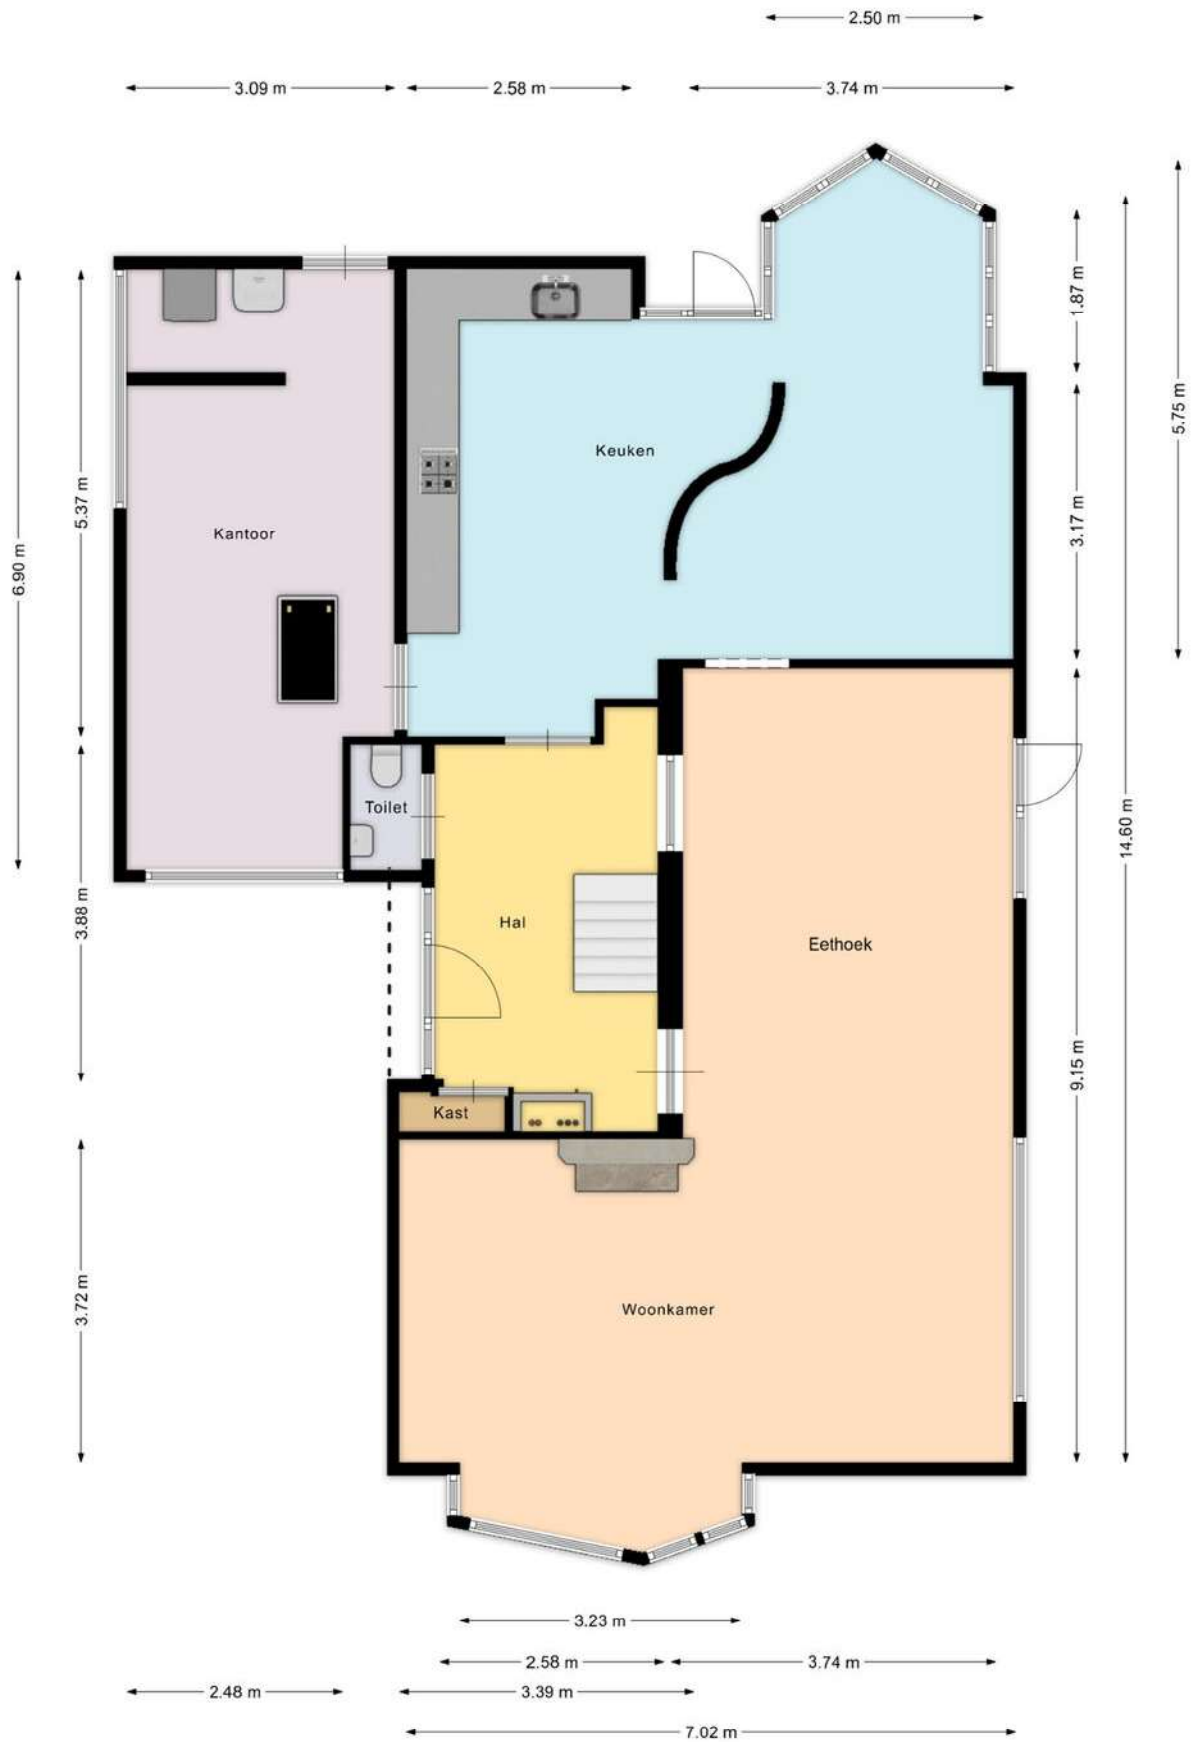 2.50 m
3.09 m
2.58 m
3.74 m
1.87 m
5.75 m
Keuken
5.37 m
3.17 m
Kantoor
6.90 m
Toilet
14.60 m
3.88 m
Hal
Eethoek
9.15 m
Kast
3.72 m
Woonkamer
3.23 m
2.58 m
3.74 m
2.48 m
3.39 m
7.02 m